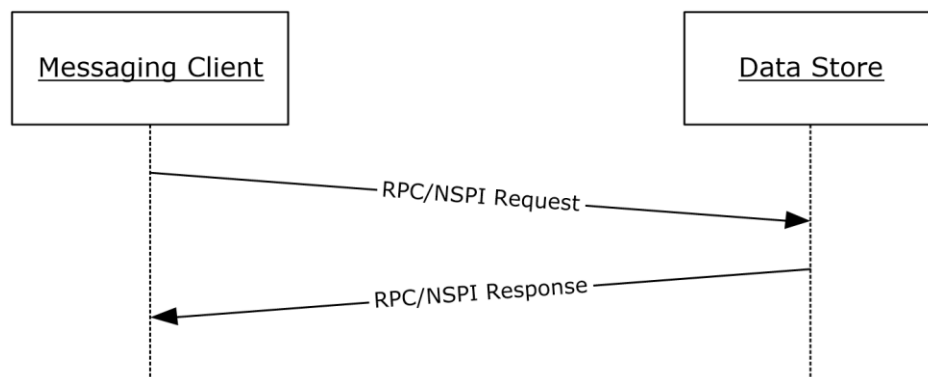 Messaging Client
Data Store
RPC/NSPI Request
RPC/NSPI Response